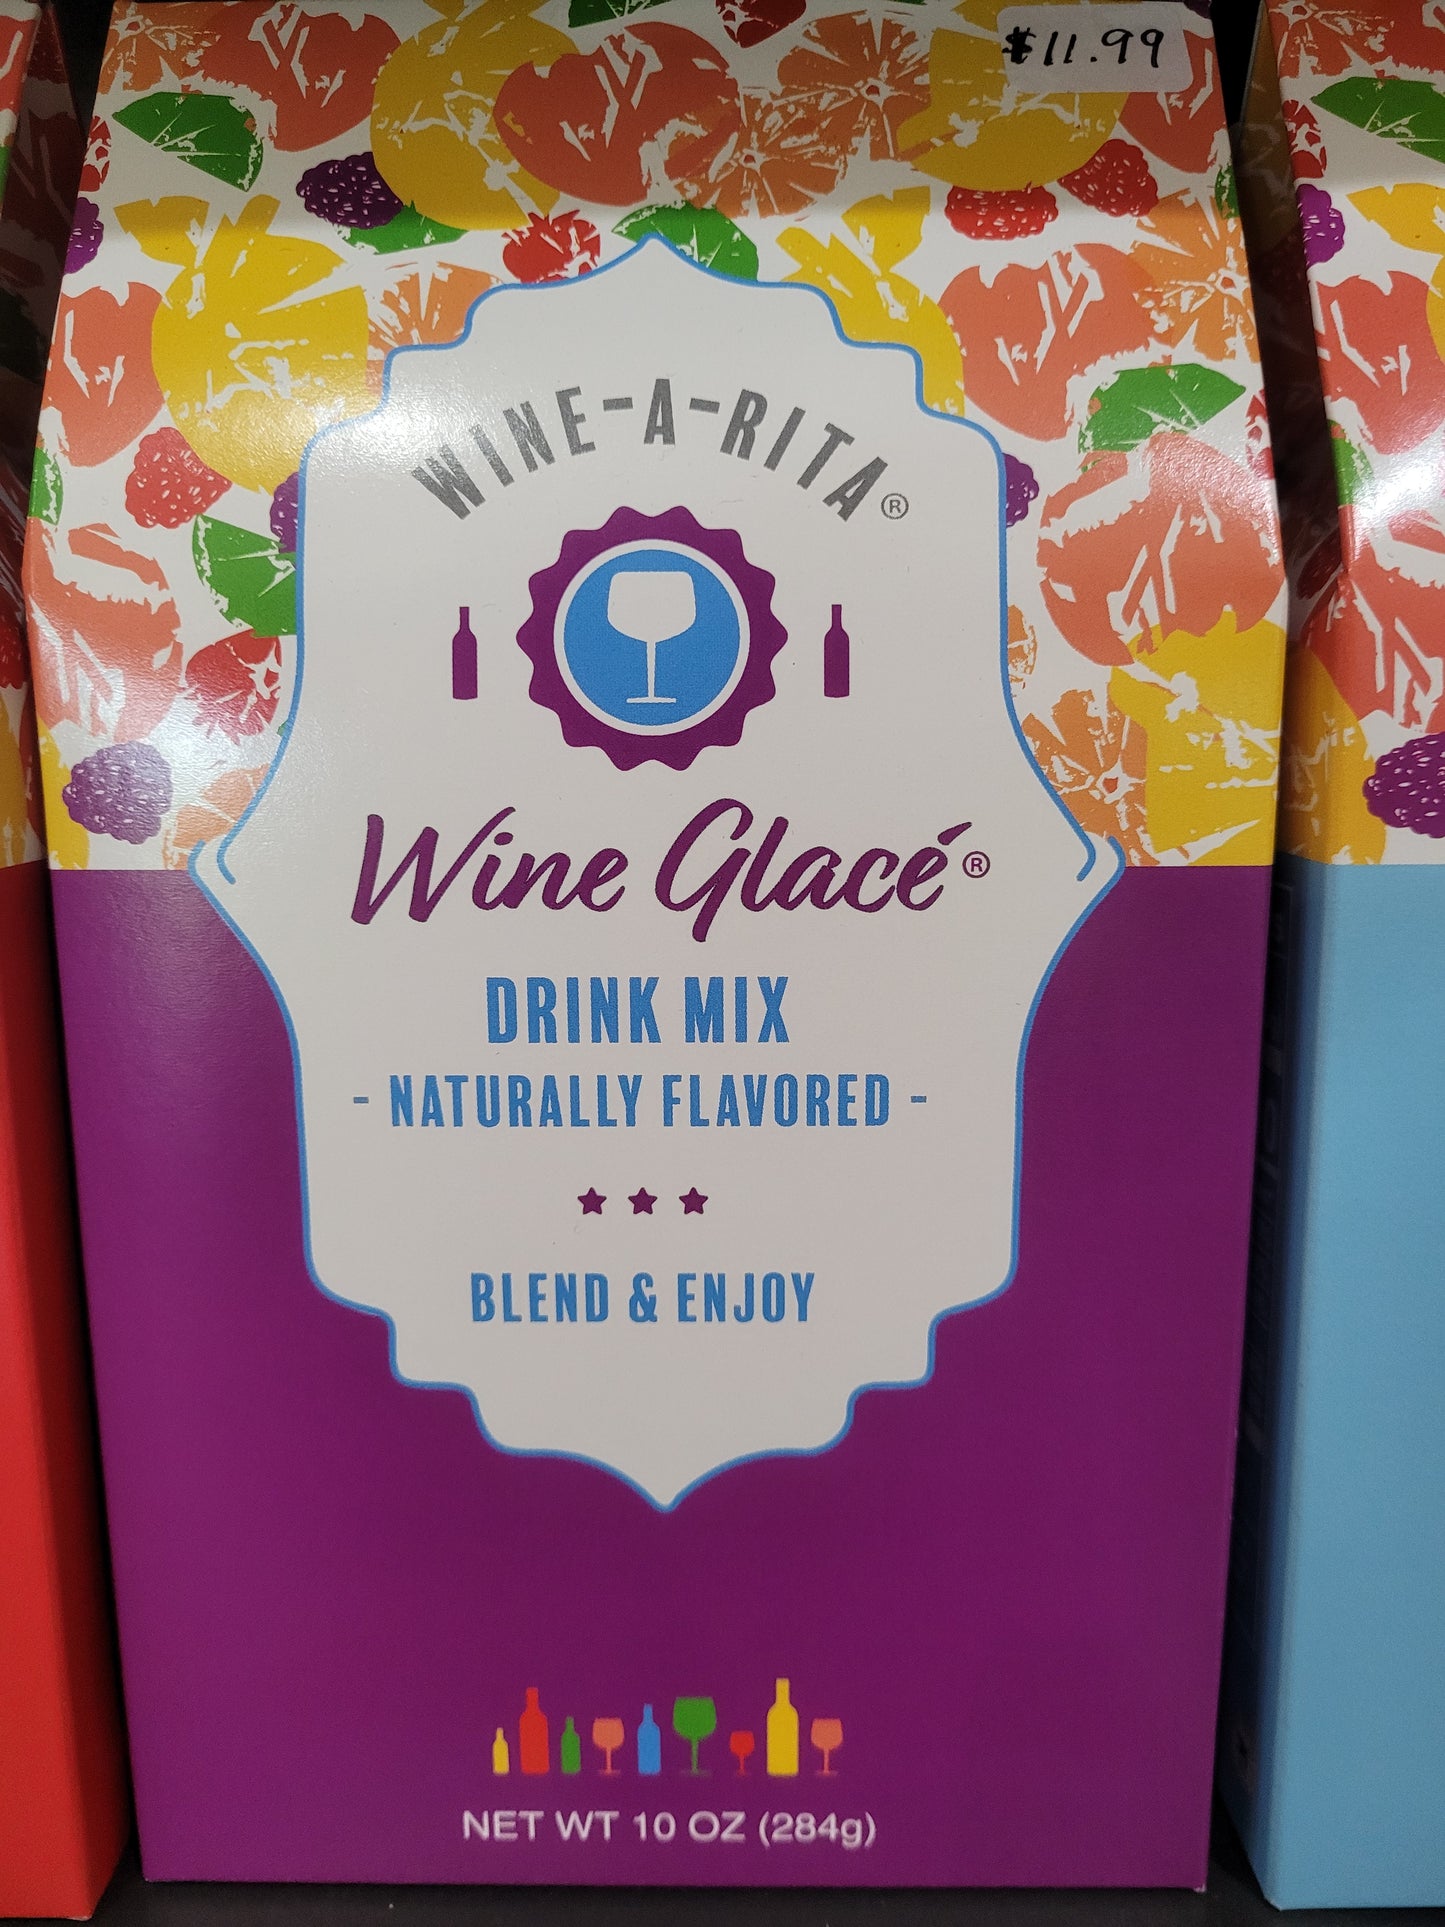 $11.99
WINE-A-RITA®
Wine Glacé®
DRINK MIX
- NATURALLY FLAVORED -
BLEND & ENJOY
NET WT 10 OZ (284g)